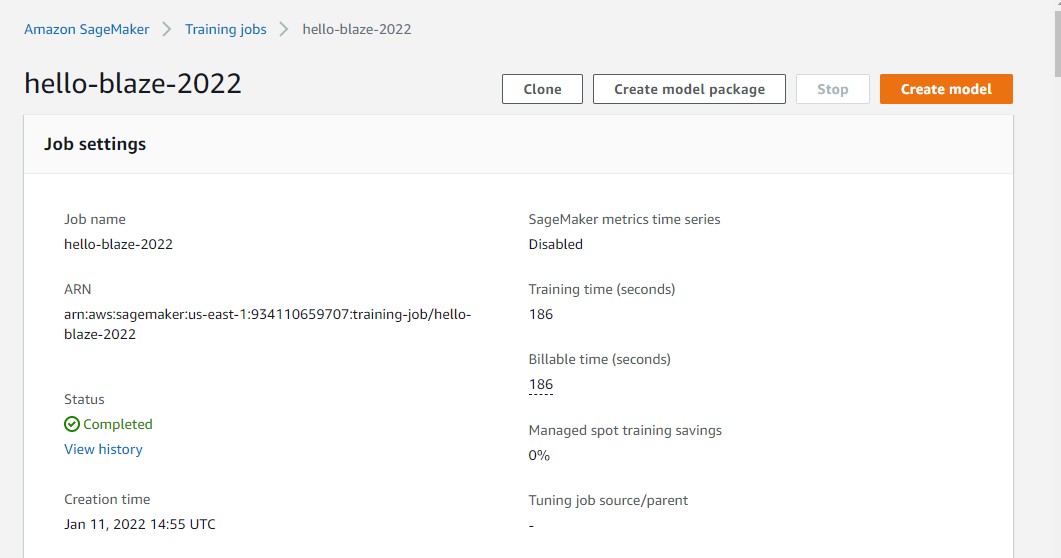 Amazon SageMaker > Training jobs > hello-blaze-2022
hello-blaze-2022
Clone
Create model package
Stop
Create model
Job settings
Job name
hello-blaze-2022
ARN
arn:aws:sagemaker:us-east-1:934110659707:training-job/hello-
blaze-2022
Status
Completed
View history
Creation time
Jan 11, 2022 14:55 UTC
SageMaker metrics time series
Disabled
Training time (seconds)
186
Billable time (seconds)
186
Managed spot training savings
0%
Tuning job source/parent
-